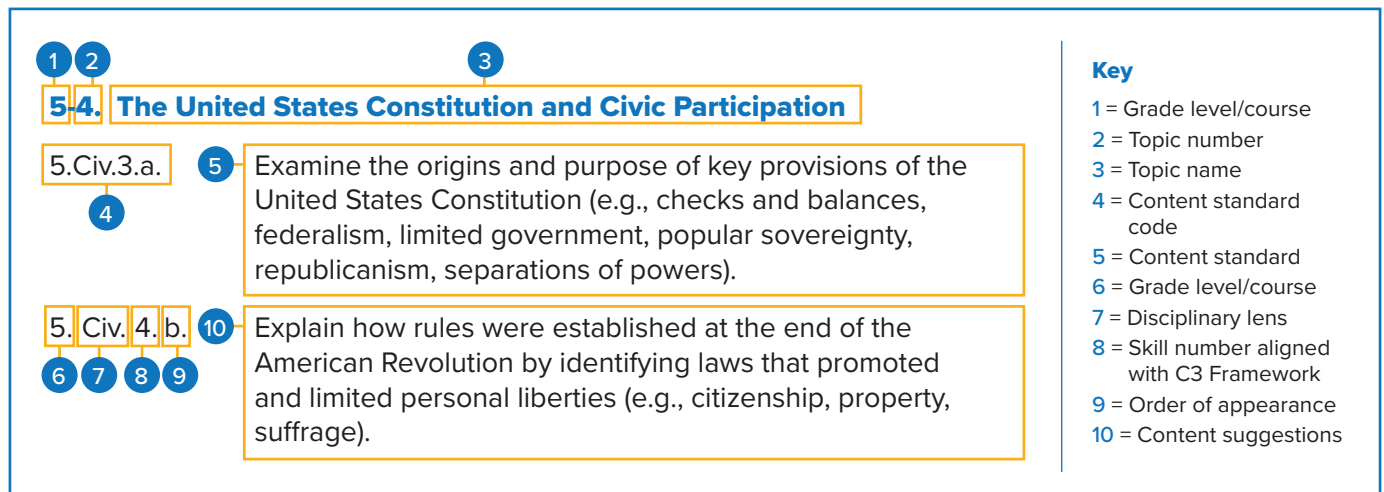 1 2 3
5-4. The United States Constitution and Civic Participation
5.Civ.3.a.
4
5
Examine the origins and purpose of key provisions of the
United States Constitution (e.g., checks and balances,
federalism, limited government, popular sovereignty,
republicanism, separations of powers).
5. Civ. 4. b.
6 7 8 9
10
Explain how rules were established at the end of the
American Revolution by identifying laws that promoted
and limited personal liberties (e.g., citizenship, property,
suffrage).
Key
1 = Grade level/course
2 = Topic number
3 = Topic name
4 = Content standard
code
5 = Content standard
6 = Grade level/course
7 = Disciplinary lens
8 = Skill number aligned
with C3 Framework
9 = Order of appearance
10 = Content suggestions